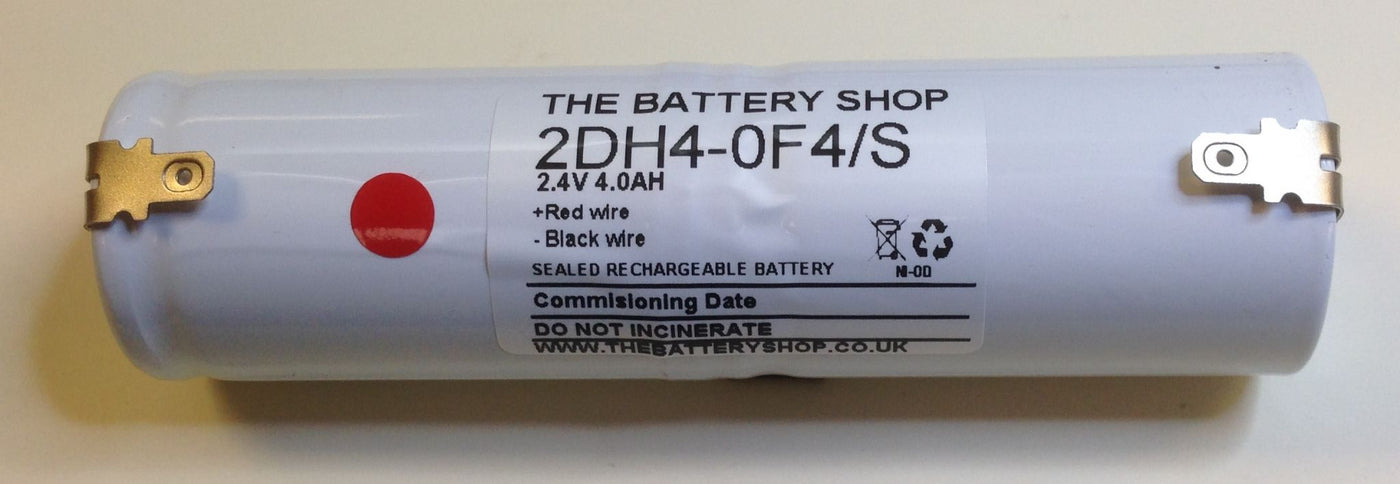 THE BATTERY SHOP
2DH4-0F4/S
2.4V 4.0AH
+Red wire
- Black wire
SEALED RECHARGEABLE BATTERY
NI-OD
Commisioning Date
DO NOT INCINERATE
WWW.THEBATTERYSHOP.CO.UK